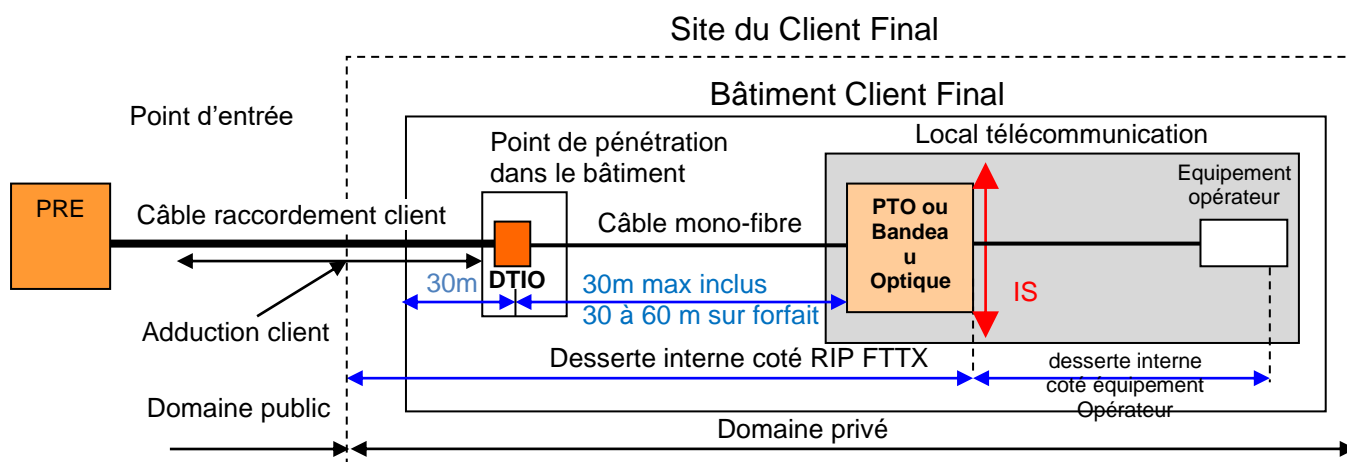 Site du Client Final
Bâtiment Client Final
Point d’entrée
Point de pénétration
dans le bâtiment
Local télécommunication
Equipement
opérateur
PRE
Câble raccordement client
Câble mono-fibre
PTO ou
Bandea
u
Optique
DTIO
30m
30m max inclus
30 à 60 m sur forfait
IS
Adduction client
Desserte interne coté RIP FTTX
desserte interne
coté équipement
Opérateur
Domaine public
Domaine privé